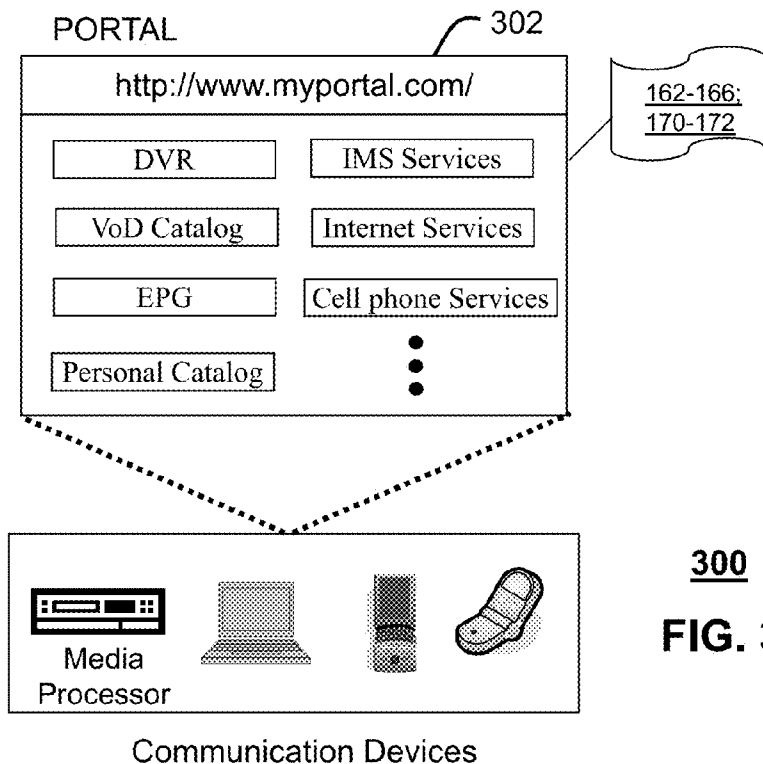 PORTAL
302
http://www.myportal.com/
162-166;
170-172
DVR
IMS Services
VoD Catalog
Internet Services
EPG
Cell phone Services
Personal Catalog
300
FIG.
Media
Processor
Communication Devices